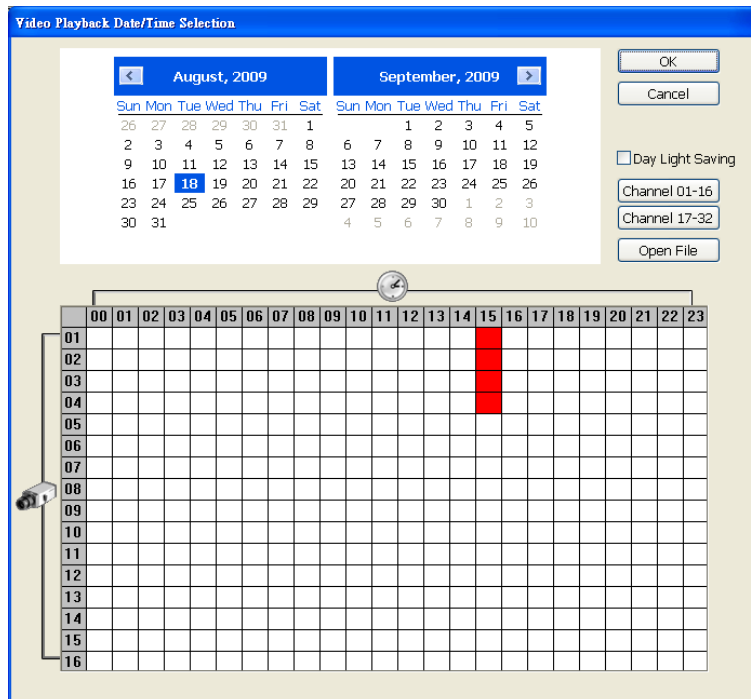 Video Playback Date/Time Selection
August, 2009
September, 2009
OK
Cancel
Sun Mon Tue Wed Thu Fri Sat
Sun Mon Tue Wed Thu Fri Sat
26 27 28 29 30 31 1
1 2 3 4 5
2 3 4 5 6 7 8
6 7 8 9 10 11 12
9 10 11 12 13 14 15
13 14 15 16 17 18 19
16 17 18 19 20 21 22
20 21 22 23 24 25 26
23 24 25 26 27 28 29
27 28 29 30 1 2 3
30 31
4 5 6 7 8 9 10
Day Light Saving
Channel 01-16
Channel 17-32
Open File
00 01 02 03 04 05 06 07 08 09 10 11 12 13 14 15 16 17 18 19 20 21 22 23
01
02
03
04
05
06
07
08
09
10
11
12
13
14
15
16